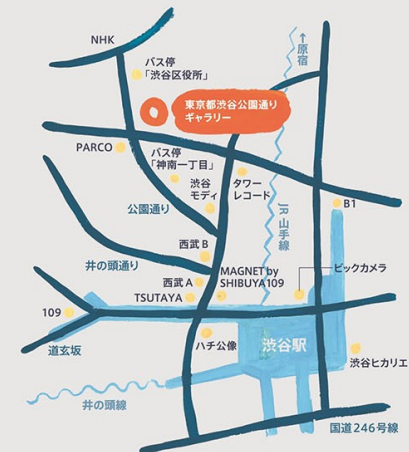 NHK
↑原宿
バス停
「渋谷区役所」
東京都渋谷公園通り
ギャラリー
PARCO
バス停
「神南一丁目」
渋谷
モディ
タワー
レコード
公園通り
B1
JR山手線
西武 B
井の頭通り
MAGNET by
SHIBUYA109
ビックカメラ
西武 A
TSUTAYA
109
道玄坂
ハチ公像
渋谷駅
渋谷ヒカリエ
井の頭線
国道246号線